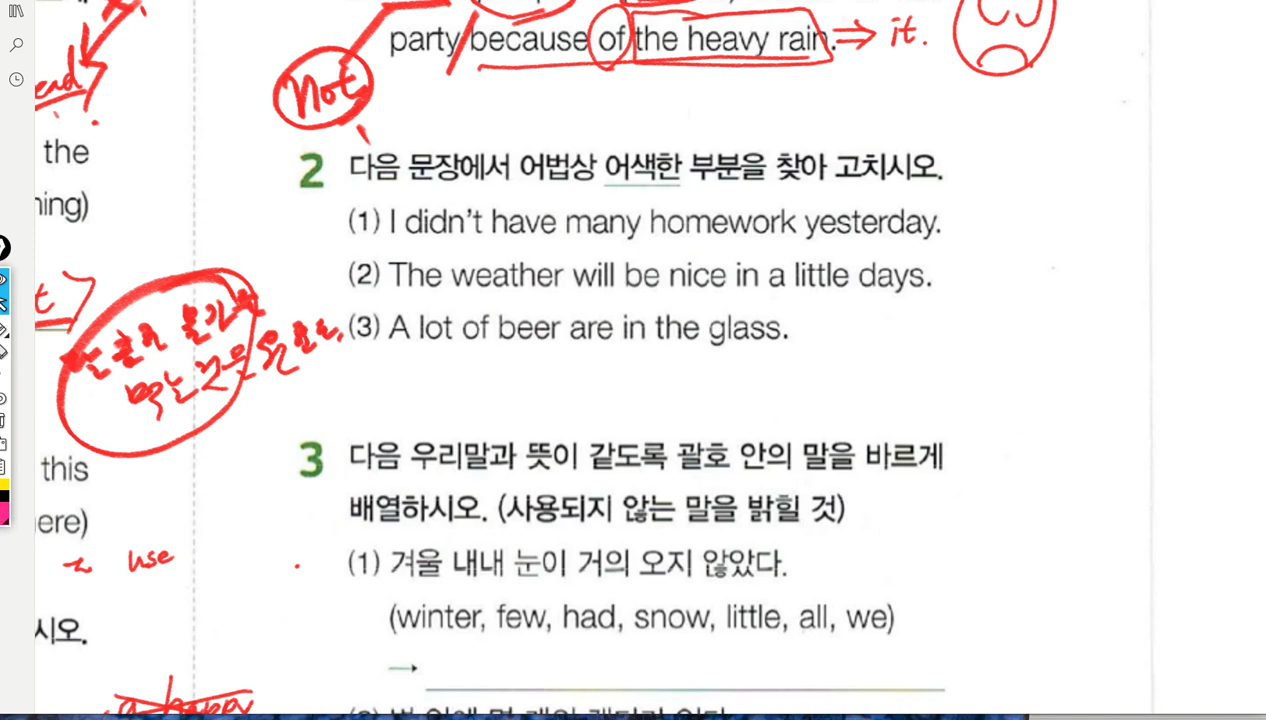 party because of the heavy rain. ⇒ it.
Not
the
2 다음 문장에서 어법상 어색한 부분을 찾아 고치시오.
(1) I didn't have many homework yesterday.
(2) The weather will be nice in a little days.
(3) A lot of beer are in the glass.
this
3 다음 우리말과 뜻이 같도록 괄호 안의 말을 바르게
배열하시오. (사용되지 않는 말을 밝힐 것)
use
(1) 겨울 내내 눈이 거의 오지 않았다.
(winter, few, had, snow, little, all, we)
→
시오.